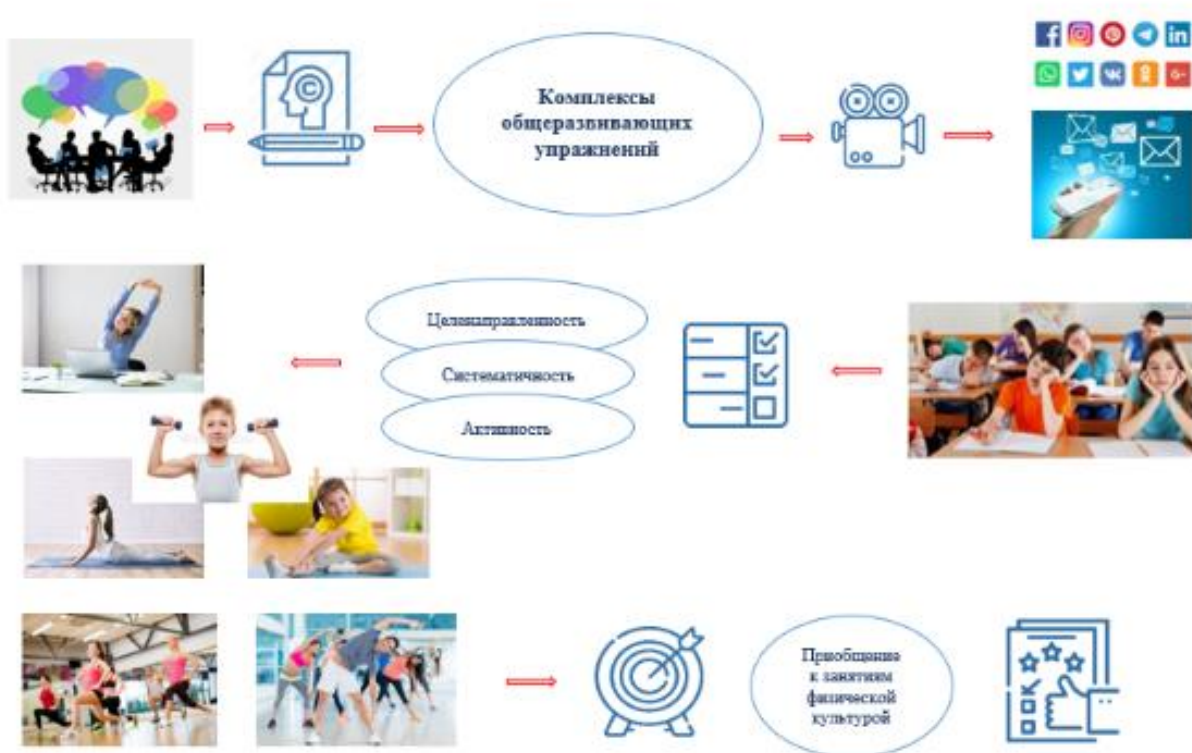 Комплексы
общеразвивающих
упражнений
Целенаправленность
Систематичность
Активность
Приобщение
к занятиям
физической
культурой